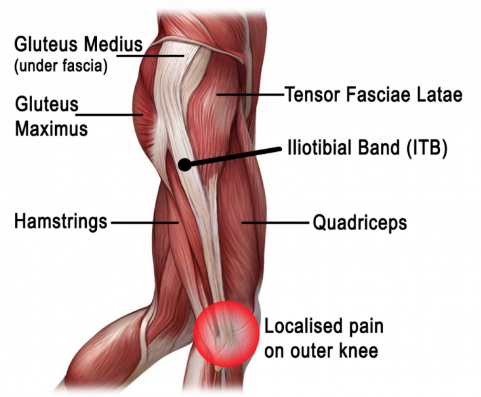 Gluteus Medius
(under fascia)
Gluteus
Maximus
Tensor Fasciae Latae
Iliotibial Band (ITB)
Hamstrings
Quadriceps
Localised pain
on outer knee